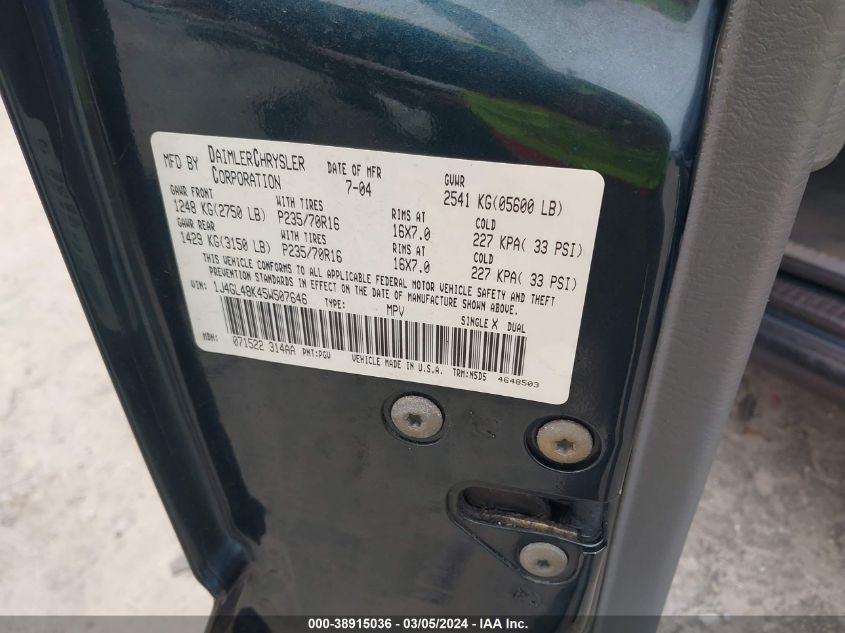 MFD BY DAIMLERCHRYSLER CORPORATION DATE OF MFR 7-04 GVWR 2541 KG(05600 LB)
GAWR FRONT WITH TIRES RIMS AT COLD
1248 KG(2750 LB) P235/70R16 16X7.0 227 KPA( 33 PSI)
GAWR REAR WITH TIRES RIMS AT COLD
1429 KG(3150 LB) P235/70R16 16X7.0 227 KPA( 33 PSI)
THIS VEHICLE CONFORMS TO ALL APPLICABLE FEDERAL MOTOR VEHICLE SAFETY AND THEFT
PREVENTION STANDARDS IN EFFECT ON THE DATE OF MANUFACTURE SHOWN ABOVE.
VIN: 1J4GL48K45W507646 TYPE: MPV SINGLE X DUAL
MDH: 071522 314AA PNT:PGV VEHICLE MADE IN U.S.A. TRM:N5D5 4648503
000-38915036 - 03/05/2024 - IAA Inc.